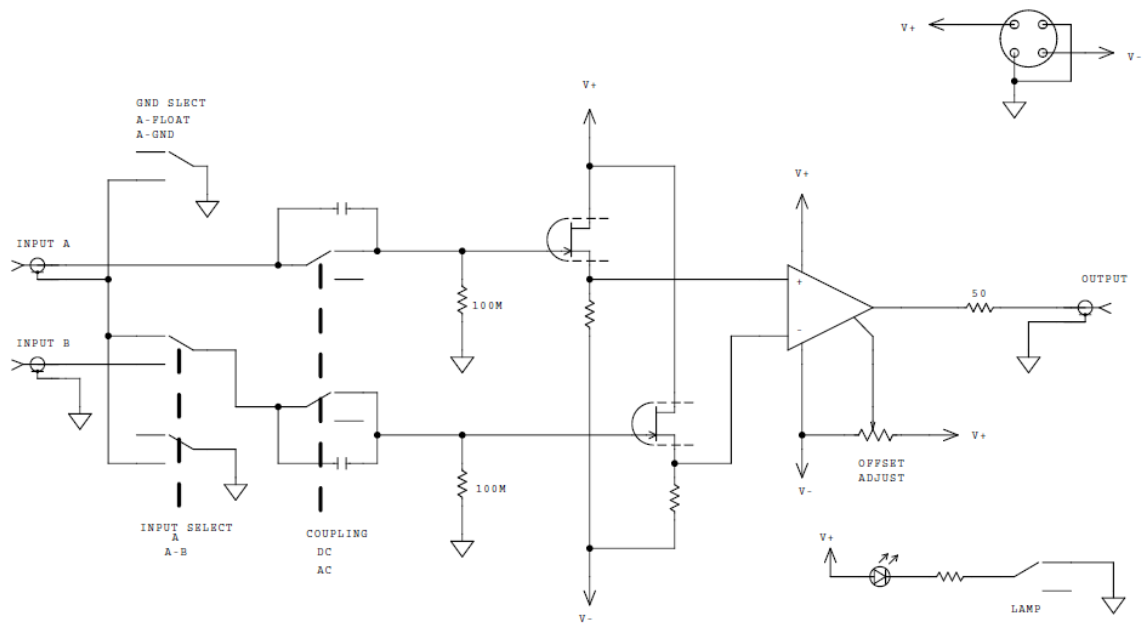 V+
V-
GND SLECT
A-FLOAT
A-GND
V+
V+
INPUT A
100M
+
50
OUTPUT
INPUT B
-
V+
OFFSET
ADJUST
V-
100M
INPUT SELECT
A
A-B
COUPLING
DC
AC
V+
LAMP
V-